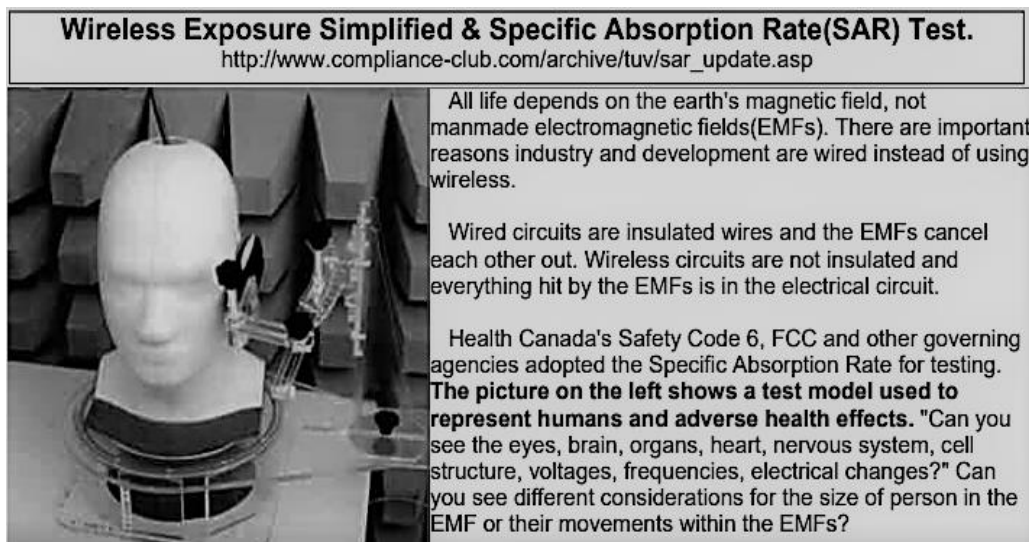 Wireless Exposure Simplified & Specific Absorption Rate(SAR) Test.
http://www.compliance-club.com/archive/tuv/sar_update.asp
All life depends on the earth's magnetic field, not
manmade electromagnetic fields(EMFs). There are important
reasons industry and development are wired instead of using
wireless.
Wired circuits are insulated wires and the EMFs cancel
each other out. Wireless circuits are not insulated and
everything hit by the EMFs is in the electrical circuit.
Health Canada's Safety Code 6, FCC and other governing
agencies adopted the Specific Absorption Rate for testing.
The picture on the left shows a test model used to
represent humans and adverse health effects. "Can you
see the eyes, brain, organs, heart, nervous system, cell
structure, voltages, frequencies, electrical changes?" Can
you see different considerations for the size of person in the
EMF or their movements within the EMFs?